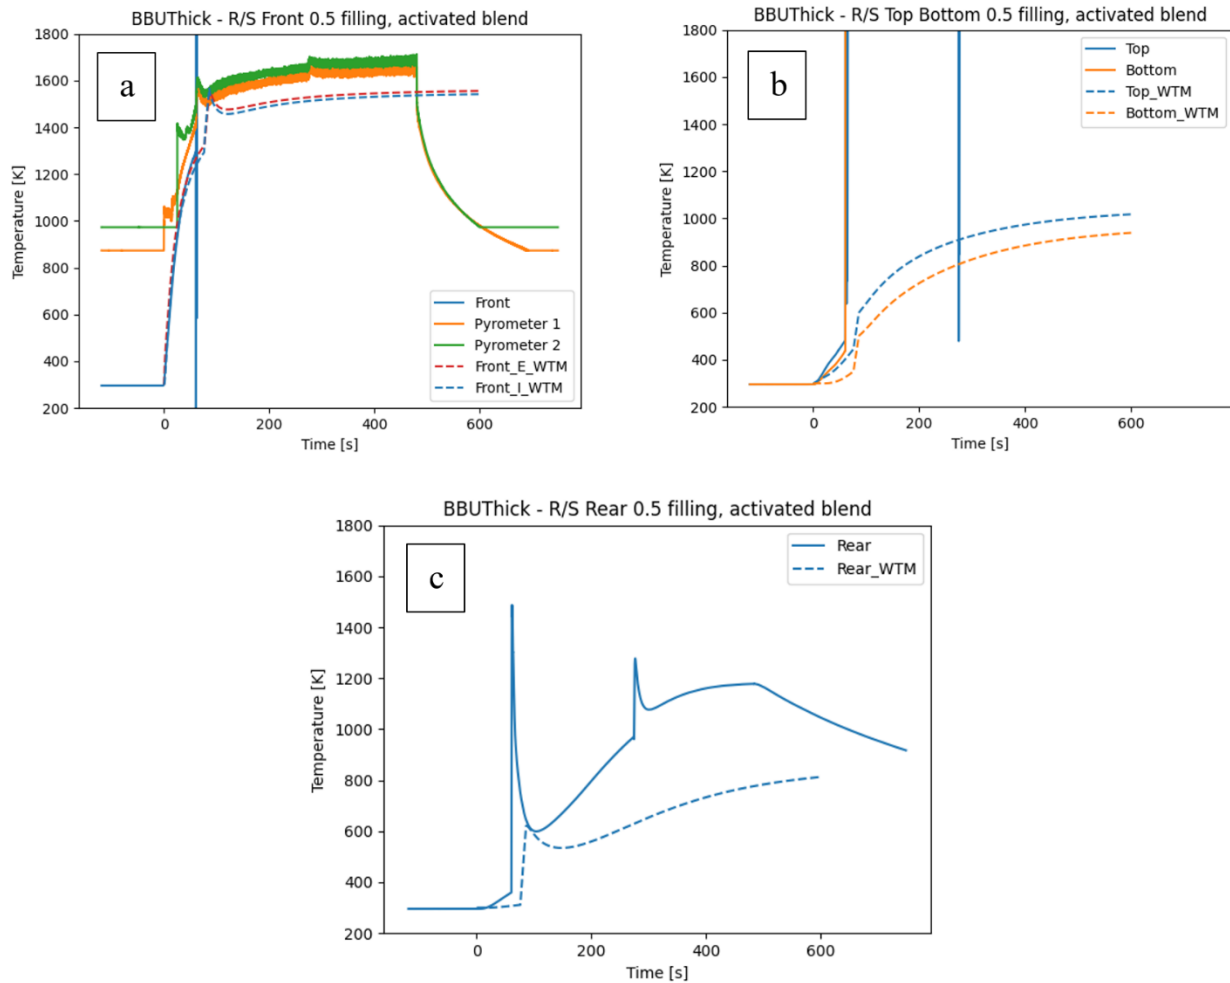 BBUThick - R/S Front 0.5 filling, activated blend
1800
1600
1400
1200
1000
800
600
400
200
Temperature [K]
a
Front
Pyrometer 1
Pyrometer 2
Front_E_WTM
Front_I_WTM
0
200
400
600
Time [s]
BBUThick - R/S Top Bottom 0.5 filling, activated blend
1800
1600
1400
1200
1000
800
600
400
200
Temperature [K]
b
Top
Bottom
Top_WTM
Bottom_WTM
0
200
400
600
Time [s]
BBUThick - R/S Rear 0.5 filling, activated blend
1800
1600
1400
1200
1000
800
600
400
200
Temperature [K]
c
Rear
Rear_WTM
0
200
400
600
Time [s]